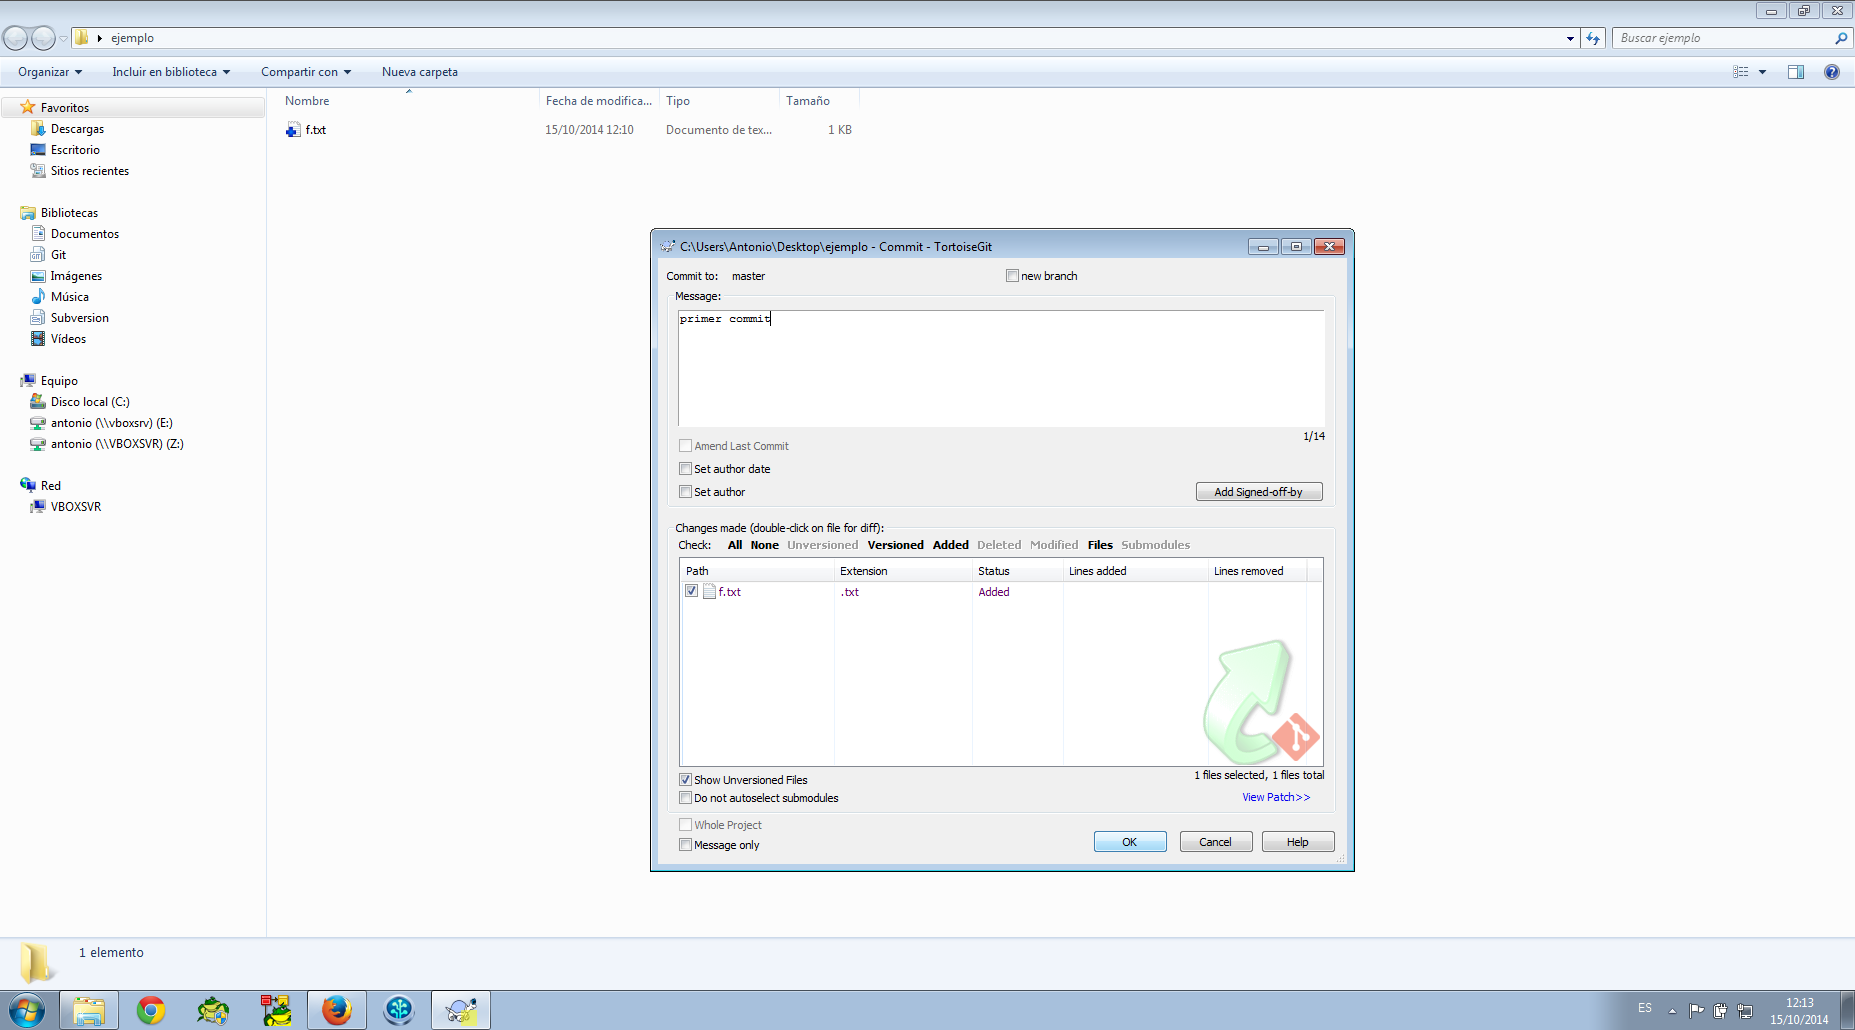 ejemplo
Buscar ejemplo
Organizar Incluir en biblioteca Compartir con Nueva carpeta
Favoritos
Descargas
Escritorio
Sitios recientes
Bibliotecas
Documentos
Git
Imágenes
Música
Subversion
Vídeos
Equipo
Disco local (C:)
antonio (\\vboxsrv) (E:)
antonio (\\VBOXSVR) (Z:)
Red
VBOXSVR
Nombre Fecha de modifica... Tipo Tamaño
f.txt 15/10/2014 12:10 Documento de tex... 1 KB
C:\Users\Antonio\Desktop\ejemplo - Commit - TortoiseGit
Commit to: master new branch
Message:
primer commit
1/14
Amend Last Commit
Set author date
Set author Add Signed-off-by
Changes made (double-click on file for diff):
Check: All None Unversioned Versioned Added Deleted Modified Files Submodules
Path Extension Status Lines added Lines removed
f.txt .txt Added
Show Unversioned Files 1 files selected, 1 files total
Do not autoselect submodules View Patch>>
Whole Project
Message only OK Cancel Help
1 elemento
ES 12:13
15/10/2014